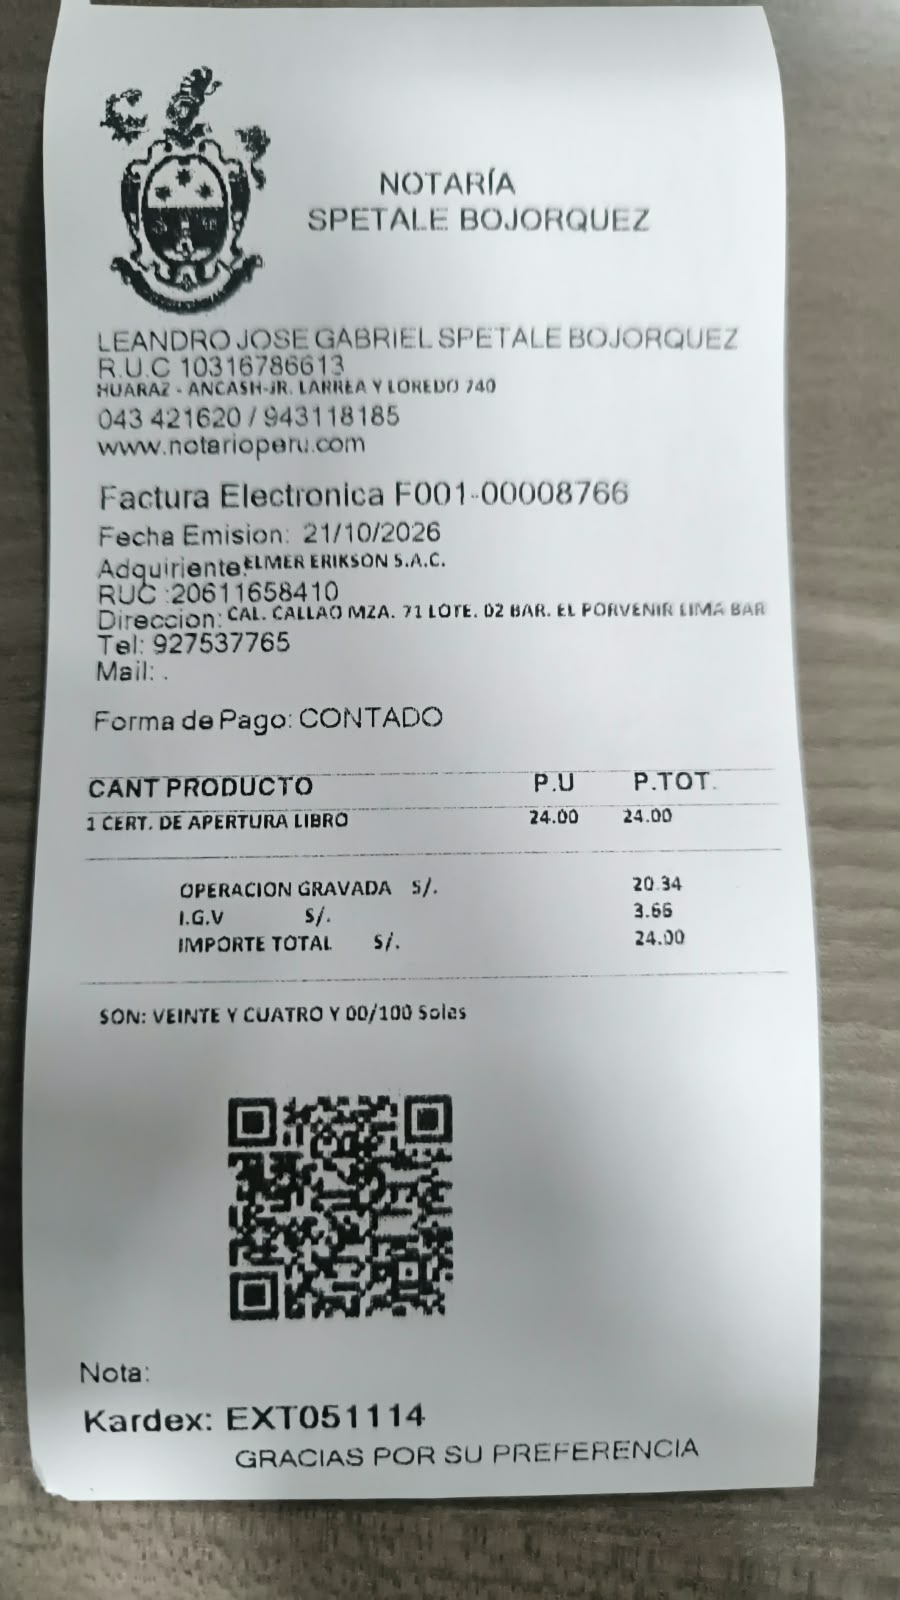 NOTARÍA
SPETALE BOJORQUEZ
LEANDRO JOSE GABRIEL SPETALE BOJORQUEZ
R.U.C 10316786613
HUARAZ - ANCASH-JR. LARREA Y LOREDO 740
043 421620 / 943118185
www.notarioperu.com
Factura Electronica F001-00008766
Fecha Emision: 21/10/2026
Adquiriente: ELMER ERIKSON S.A.C.
RUC :20611658410
Direccion: CAL. CALLAO MZA. 71 LOTE. 02 BAR. EL PORVENIR LIMA BAR
Tel: 927537765
Mail: .
Forma de Pago: CONTADO
CANT PRODUCTO P.U P.TOT.
1 CERT. DE APERTURA LIBRO 24.00 24.00
OPERACION GRAVADA S/. 20.34
I.G.V S/. 3.66
IMPORTE TOTAL S/. 24.00
SON: VEINTE Y CUATRO Y 00/100 Soles
Nota:
Kardex: EXT051114
GRACIAS POR SU PREFERENCIA